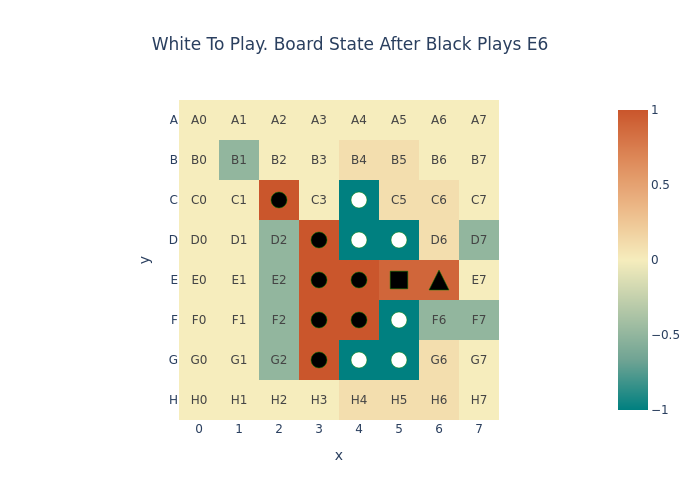 White To Play. Board State After Black Plays E6
A A0 A1 A2 A3 A4 A5 A6 A7
B B0 B1 B2 B3 B4 B5 B6 B7
C C0 C1 C3 C5 C6 C7
D D0 D1 D2 D6 D7
E E0 E1 E2 E7
F F0 F1 F2 F6 F7
G G0 G1 G2 G6 G7
H H0 H1 H2 H3 H4 H5 H6 H7
0 1 2 3 4 5 6 7
x
y
1
0.5
0
−0.5
−1